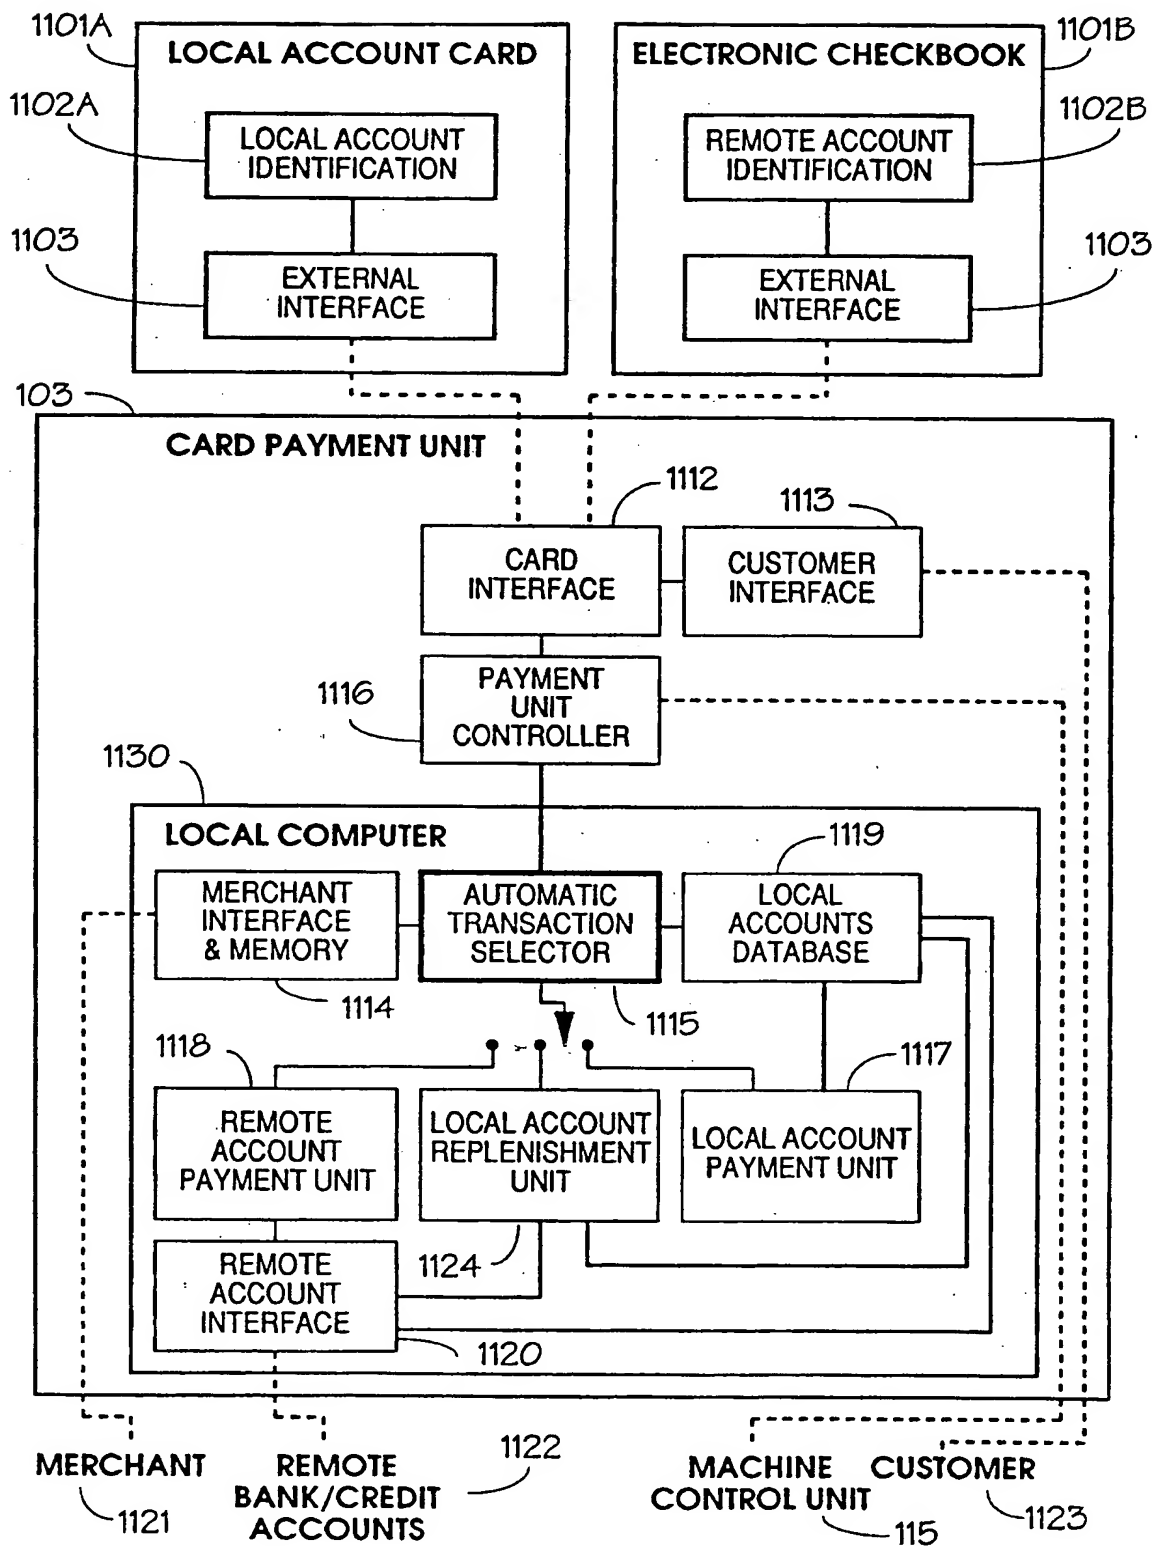 1101A
LOCAL ACCOUNT CARD
1102A
LOCAL ACCOUNT
IDENTIFICATION
1103
EXTERNAL
INTERFACE
ELECTRONIC CHECKBOOK
1101B
REMOTE ACCOUNT
IDENTIFICATION
1102B
EXTERNAL
INTERFACE
1103
103
CARD PAYMENT UNIT
1112
CARD
INTERFACE
1113
CUSTOMER
INTERFACE
1116
PAYMENT
UNIT
CONTROLLER
1130
LOCAL COMPUTER
MERCHANT
INTERFACE
& MEMORY
1114
AUTOMATIC
TRANSACTION
SELECTOR
1115
1119
LOCAL
ACCOUNTS
DATABASE
1118
REMOTE
ACCOUNT
PAYMENT UNIT
LOCAL ACCOUNT
REPLENISHMENT
UNIT
1124
1117
LOCAL ACCOUNT
PAYMENT UNIT
REMOTE
ACCOUNT
INTERFACE
1120
MERCHANT
1121
REMOTE
BANK/CREDIT
ACCOUNTS
1122
MACHINE
CONTROL UNIT
115
CUSTOMER
1123